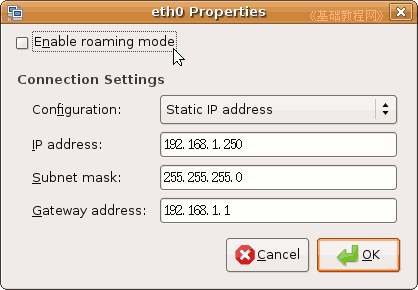 eth0 Properties
《基础教程网》
Enable roaming mode
Connection Settings
Configuration: Static IP address
IP address: 192.168.1.250
Subnet mask: 255.255.255.0
Gateway address: 192.168.1.1
Cancel OK